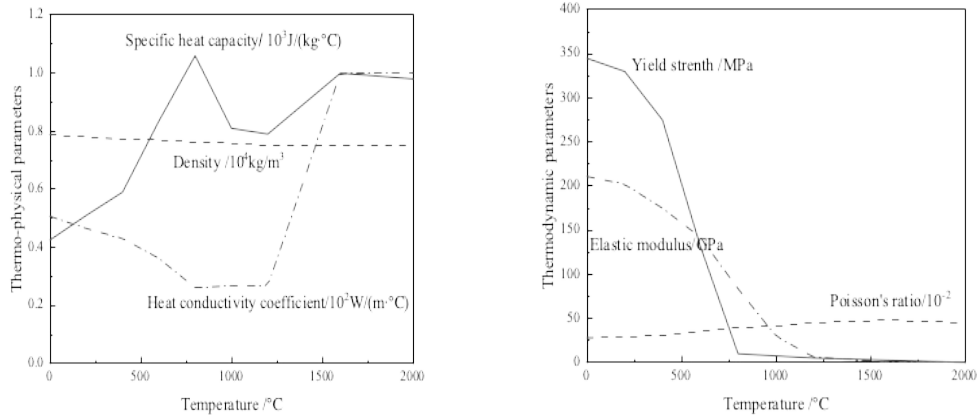 1.2
1.0
0.8
0.6
0.4
0.2
0.0
Thermo-physical parameters
Specific heat capacity/ 10³J/(kg·°C)
Density /10⁴kg/m³
Heat conductivity coefficient/10²W/(m·°C)
0
500
1000
1500
2000
Temperature /°C
400
350
300
250
200
150
100
50
0
Thermodynamic parameters
Yield strenth /MPa
Elastic modulus/GPa
Poisson's ratio/10⁻²
0
500
1000
1500
2000
Temperature /°C